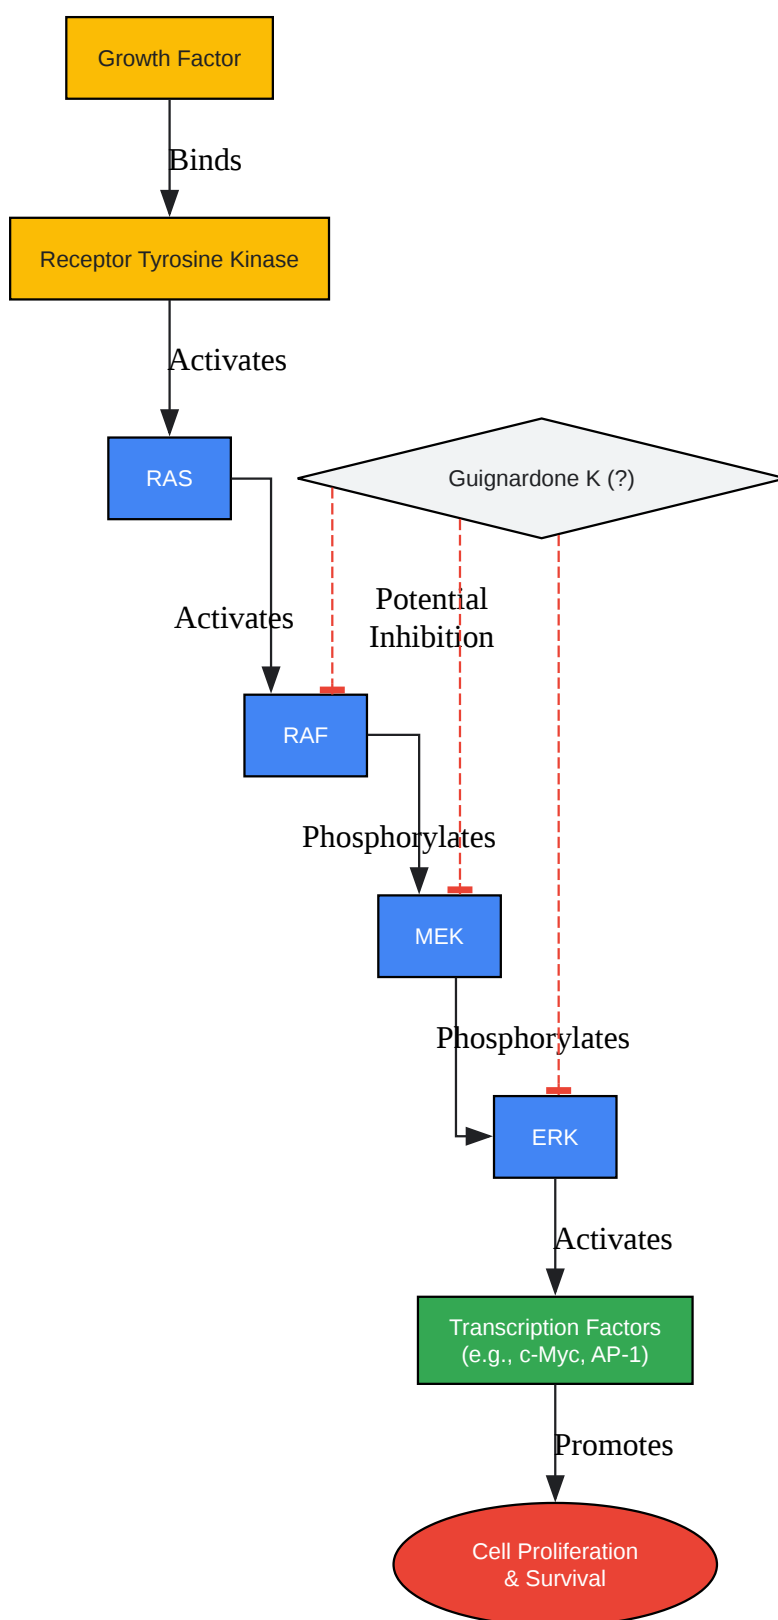 Growth Factor
Binds
Receptor Tyrosine Kinase
Activates
RAS
Guignardone K (?)
Activates
Potential
Inhibition
RAF
Phosphorylates
MEK
Phosphorylates
ERK
Activates
Transcription Factors
(e.g., c-Myc, AP-1)
Promotes
Cell Proliferation
& Survival